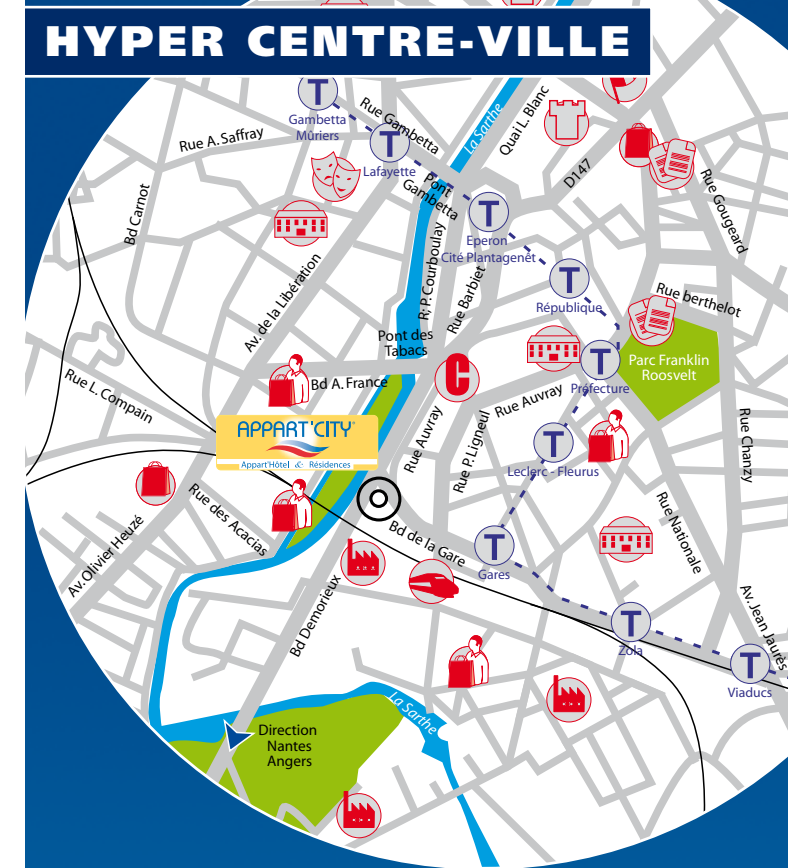 HYPER CENTRE-VILLE
T
Gambetta
Mûriers
Rue Gambetta
La Sarthe
Quai L. Blanc
Rue A. Saffray
T
Lafayette
Pont
Gambetta
D147
Rue Gougeard
Bd Carnot
T
Eperon
Cité Plantagenêt
R. P. Courboulay
Rue Barbiet
T
République
Rue berthelot
Av. de la Libération
Pont des
Tabacs
T
Préfecture
Parc Franklin
Roosvelt
Rue L. Compain
Bd A. France
C
Rue Auvray
APPART'CITY
Appart'Hôtel & Résidences
Rue Auvray
Rue P. Ligneul
T
Leclerc - Fleurus
Rue Chanzy
Rue des Acacias
Av. Olivier Heuzé
Bd de la Gare
T
Gares
Rue Nationale
Bd Demorieux
T
Zola
Av. Jean Jaurès
T
Viaducs
La Sarthe
Direction
Nantes
Angers